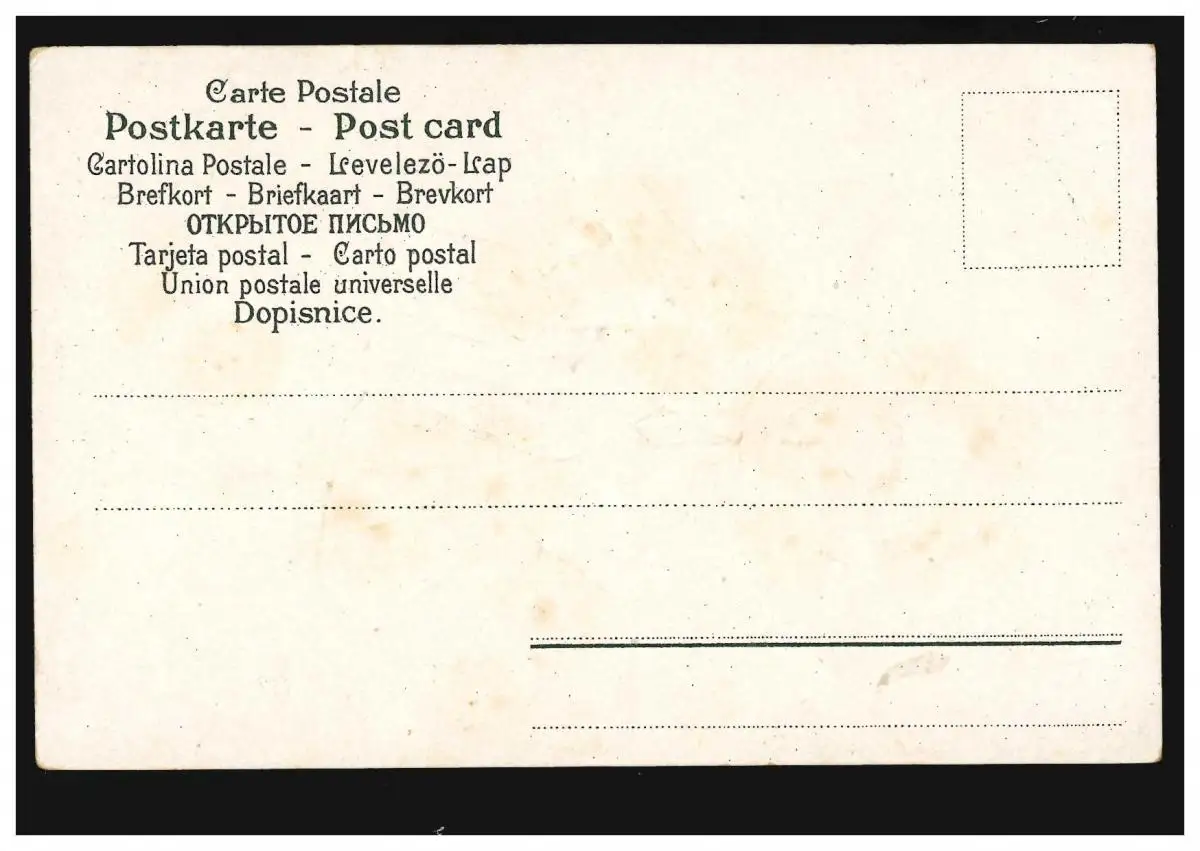 Carte Postale
Postkarte - Post card
Cartolina Postale - Levelezö-Lap
Brefkort - Briefkaart - Brevkort
ОТКРЫТОЕ ПИСЬМО
Tarjeta postal - Carto postal
Union postale universelle
Dopisnice.